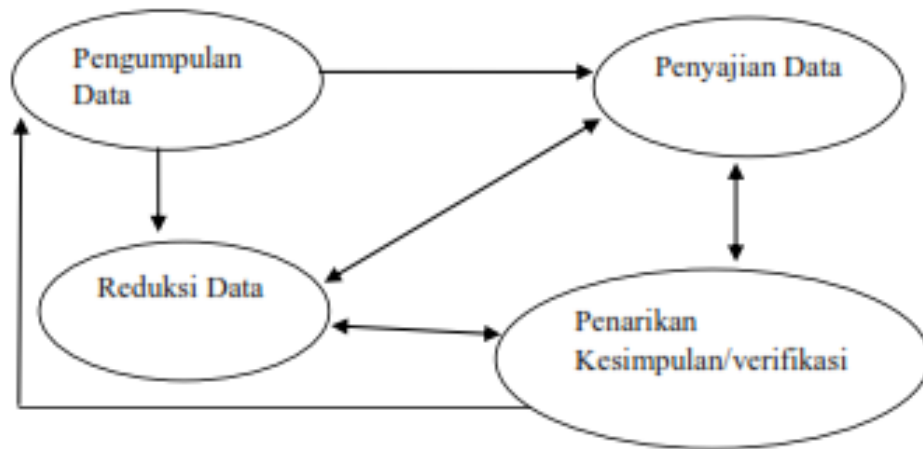 Pengumpulan
Data
Penyajian Data
Reduksi Data
Penarikan
Kesimpulan/verifikasi